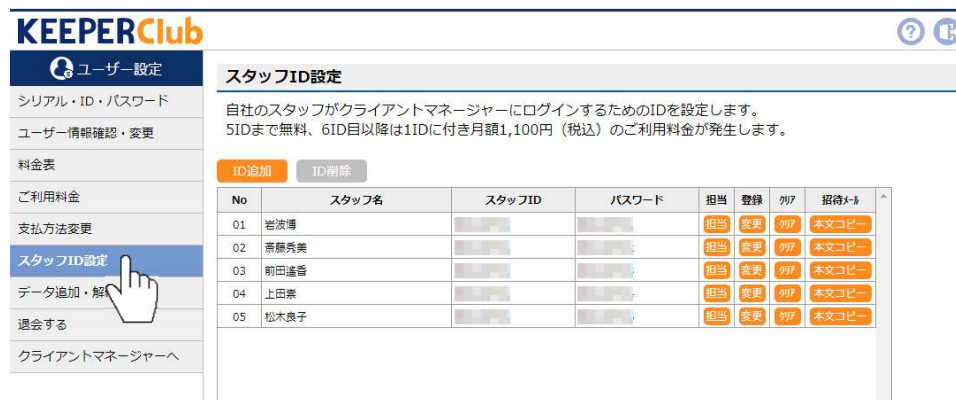 KEEPERClub
ユーザー設定
シリアル・ID・パスワード
ユーザー情報確認・変更
料金表
ご利用料金
支払方法変更
スタッフID設定
データ追加・解
退会する
クライアントマネージャーへ
スタッフID設定
自社のスタッフがクライアントマネージャーにログインするためのIDを設定します。
5IDまで無料、6ID目以降は1IDに付き月額1,100円（税込）のご利用料金が発生します。
ID追加 ID削除
No スタッフ名 スタッフID パスワード 担当 登録 クリア 招待メール
01 岩波博 担当 変更 クリア 本文コピー
02 斎藤秀美 担当 変更 クリア 本文コピー
03 前田遙香 担当 変更 クリア 本文コピー
04 上田崇 担当 変更 クリア 本文コピー
05 松木良子 担当 変更 クリア 本文コピー